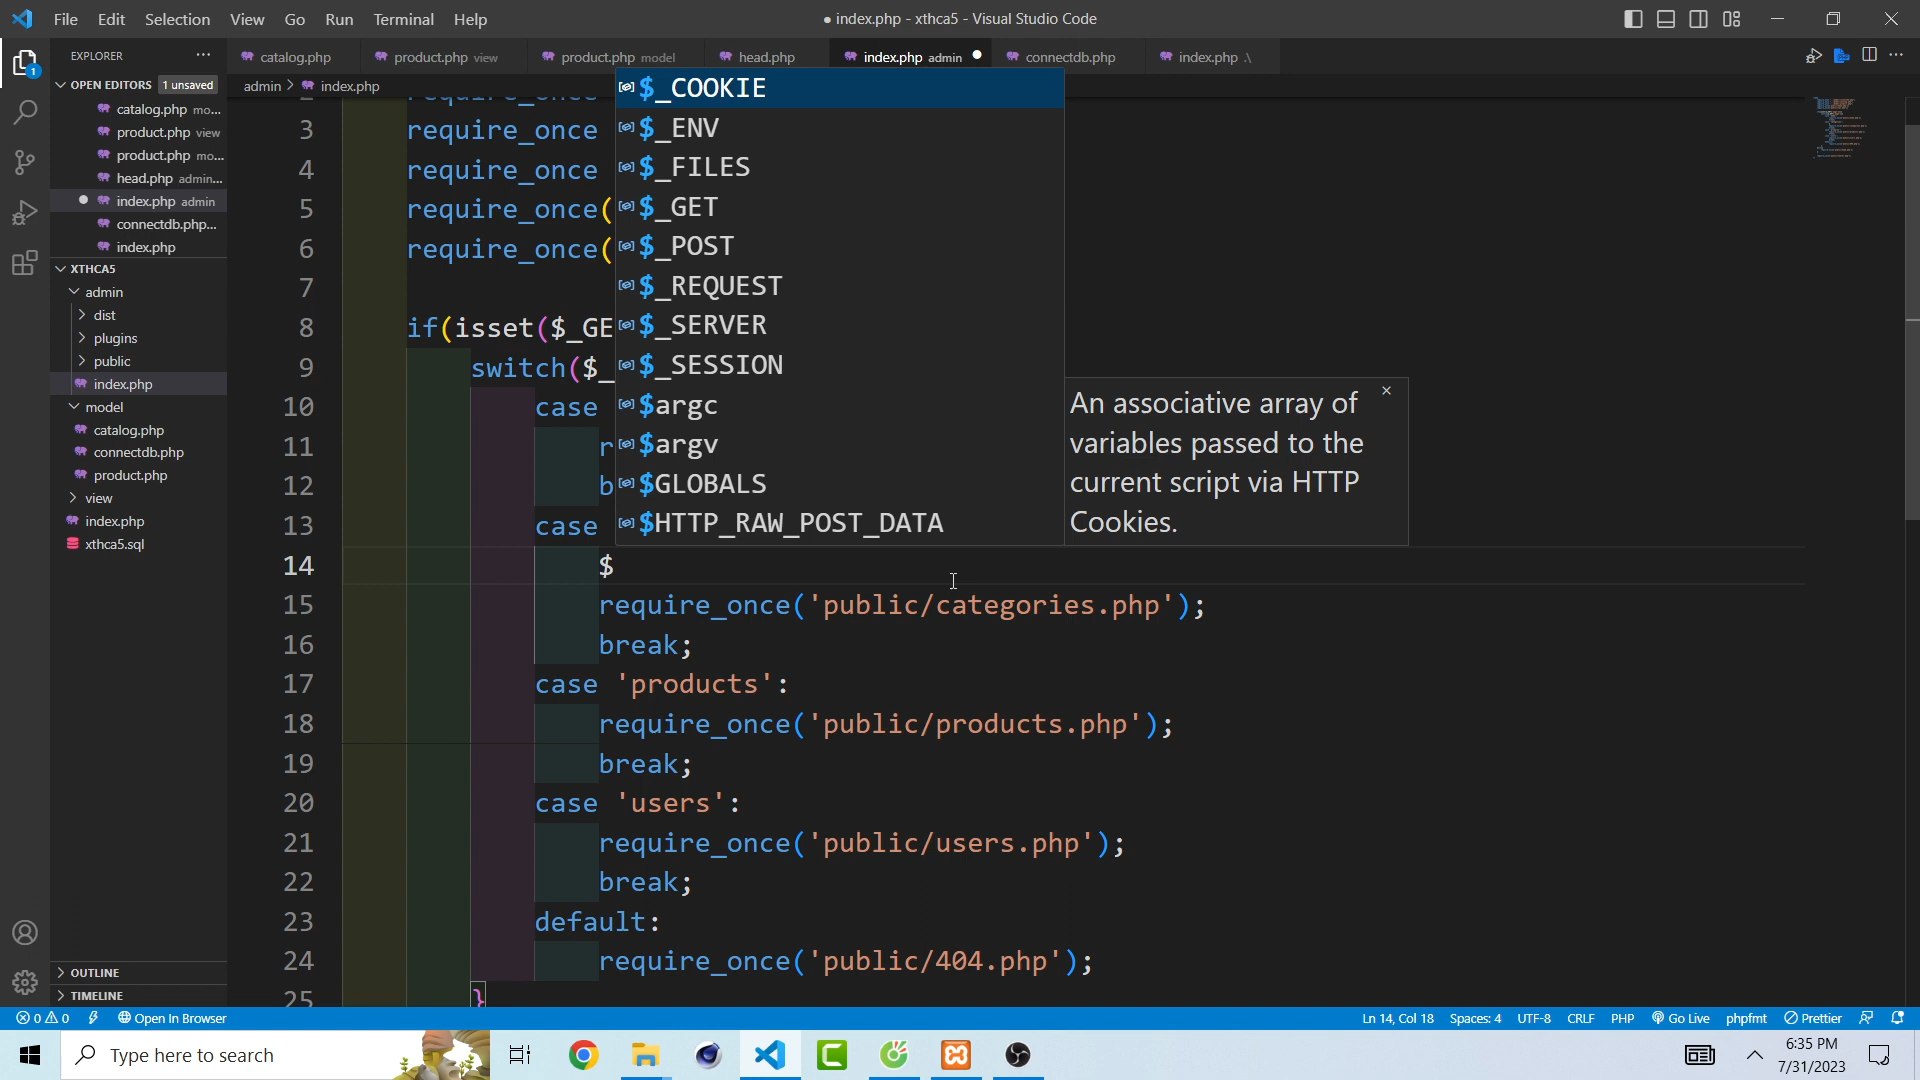 File Edit Selection View Go Run Terminal Help
● index.php - xthca5 - Visual Studio Code
EXPLORER
catalog.php
product.php view
product.php model
head.php
index.php admin
connectdb.php
index.php .\
OPEN EDITORS 1 unsaved
catalog.php mo...
product.php view
product.php mo...
head.php admin...
index.php admin
connectdb.php...
index.php
XTHCA5
admin
dist
plugins
public
index.php
model
catalog.php
connectdb.php
product.php
view
index.php
xthca5.sql
OUTLINE
TIMELINE
admin > index.php
3 require_once
4 require_once
5 require_once(
6 require_once(
7
8 if(isset($_GE
9 switch($_
10 case
11 r
12 b
13 case
14 $
15 require_once('public/categories.php');
16 break;
17 case 'products':
18 require_once('public/products.php');
19 break;
20 case 'users':
21 require_once('public/users.php');
22 break;
23 default:
24 require_once('public/404.php');
25 }
$_COOKIE
$_ENV
$_FILES
$_GET
$_POST
$_REQUEST
$_SERVER
$_SESSION
$argc
$argv
$GLOBALS
$HTTP_RAW_POST_DATA
An associative array of
variables passed to the
current script via HTTP
Cookies.
0 0 Open In Browser
Ln 14, Col 18 Spaces: 4 UTF-8 CRLF PHP Go Live phpfmt Prettier
Type here to search
6:35 PM
7/31/2023